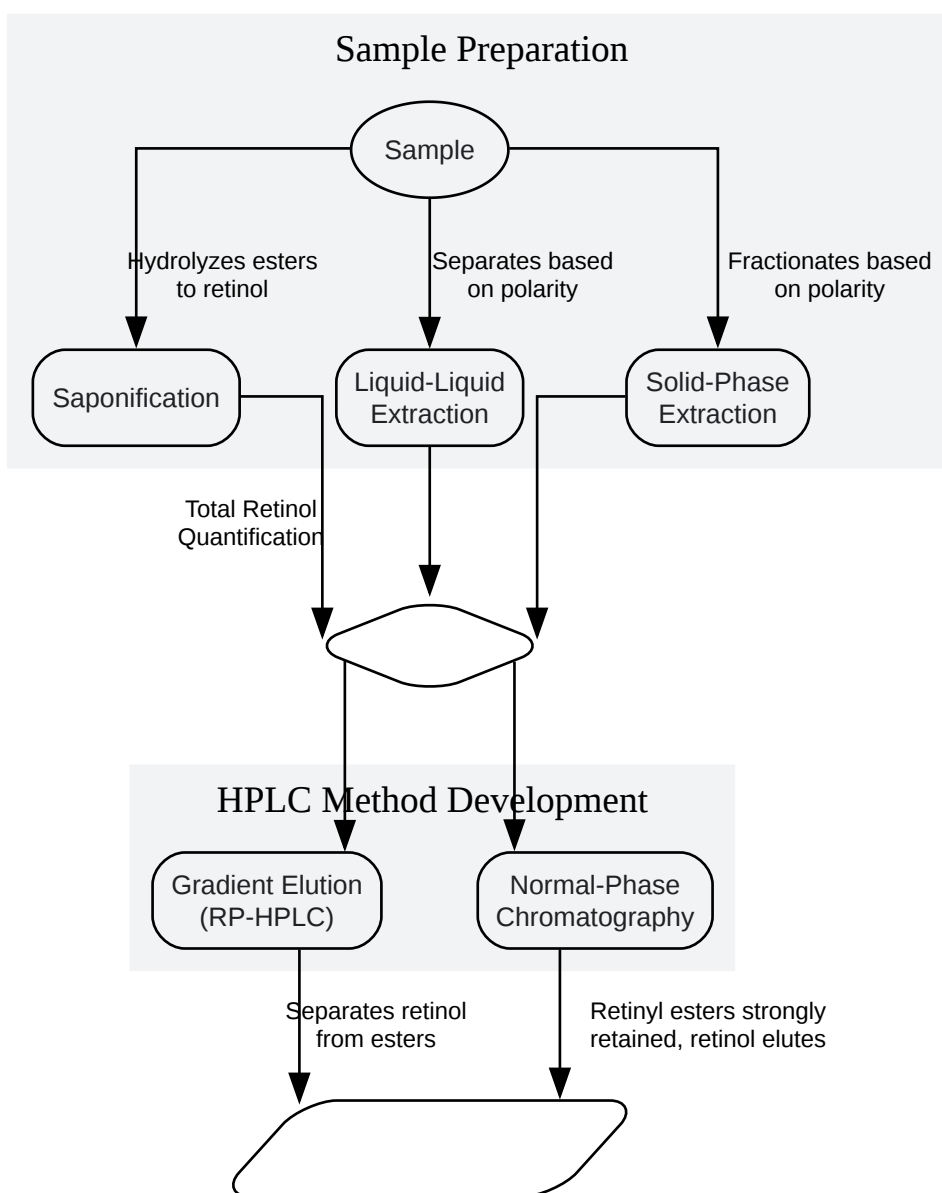 Sample Preparation
Sample
Hydrolyzes esters
to retinol
Separates based
on polarity
Fractionates based
on polarity
Saponification
Liquid-Liquid
Extraction
Solid-Phase
Extraction
Total Retinol
Quantification
HPLC Method Development
Gradient Elution
(RP-HPLC)
Normal-Phase
Chromatography
Separates retinol
from esters
Retinyl esters strongly
retained, retinol elutes